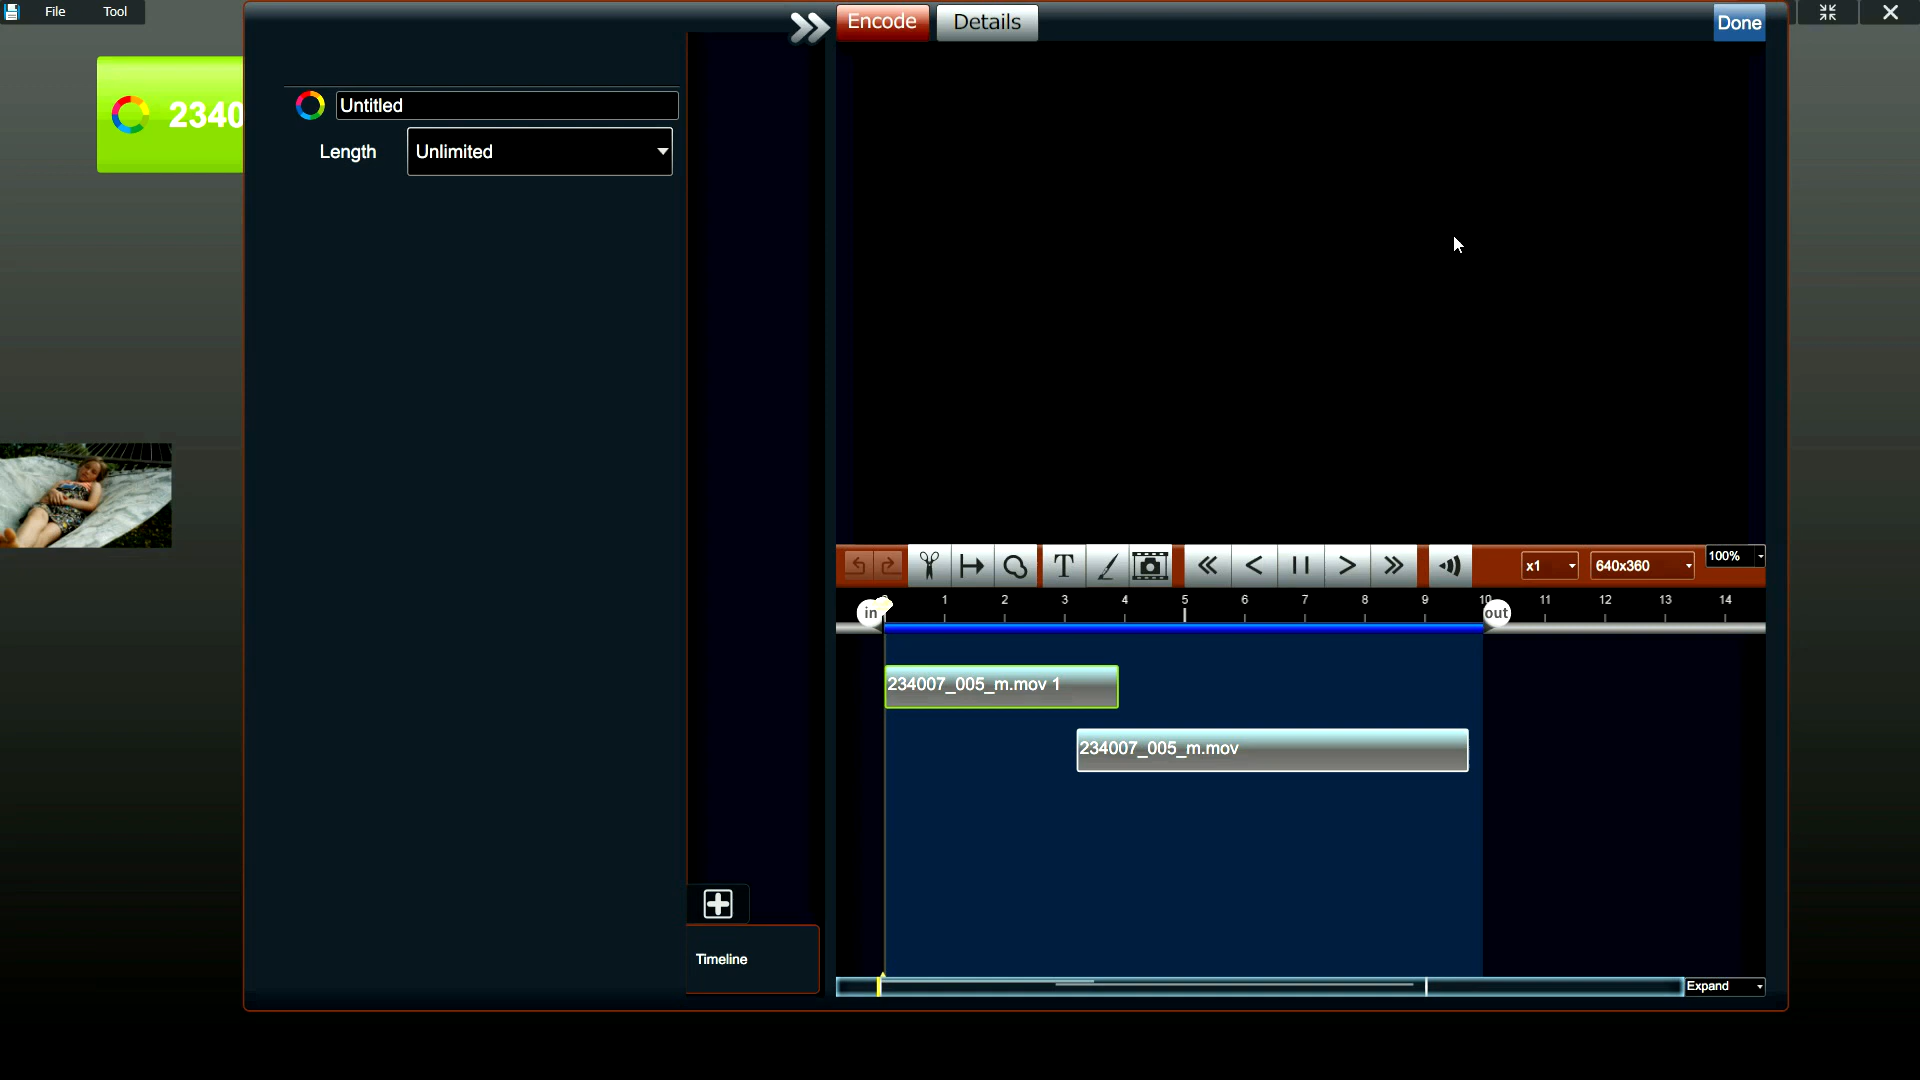 File Tool
2340
Untitled
Length Unlimited
Encode Details Done
T x1 640x360 100%
1 2 3 4 5 6 7 8 9 10 11 12 13 14
in out
234007_005_m.mov 1
234007_005_m.mov
Timeline
Expand